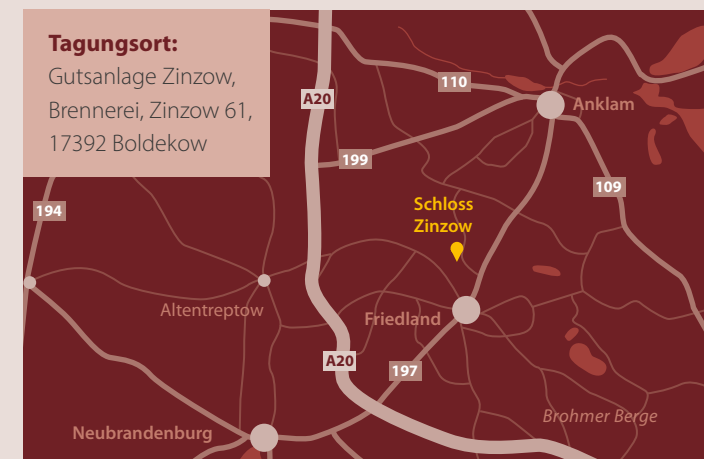 Tagungsort:
Gutsanlage Zinzow,
Brennerei, Zinzow 61,
17392 Boldekow
A20
110
Anklam
199
109
194
Schloss
Zinzow
Altentreptow
Friedland
A20
197
Brohmer Berge
Neubrandenburg